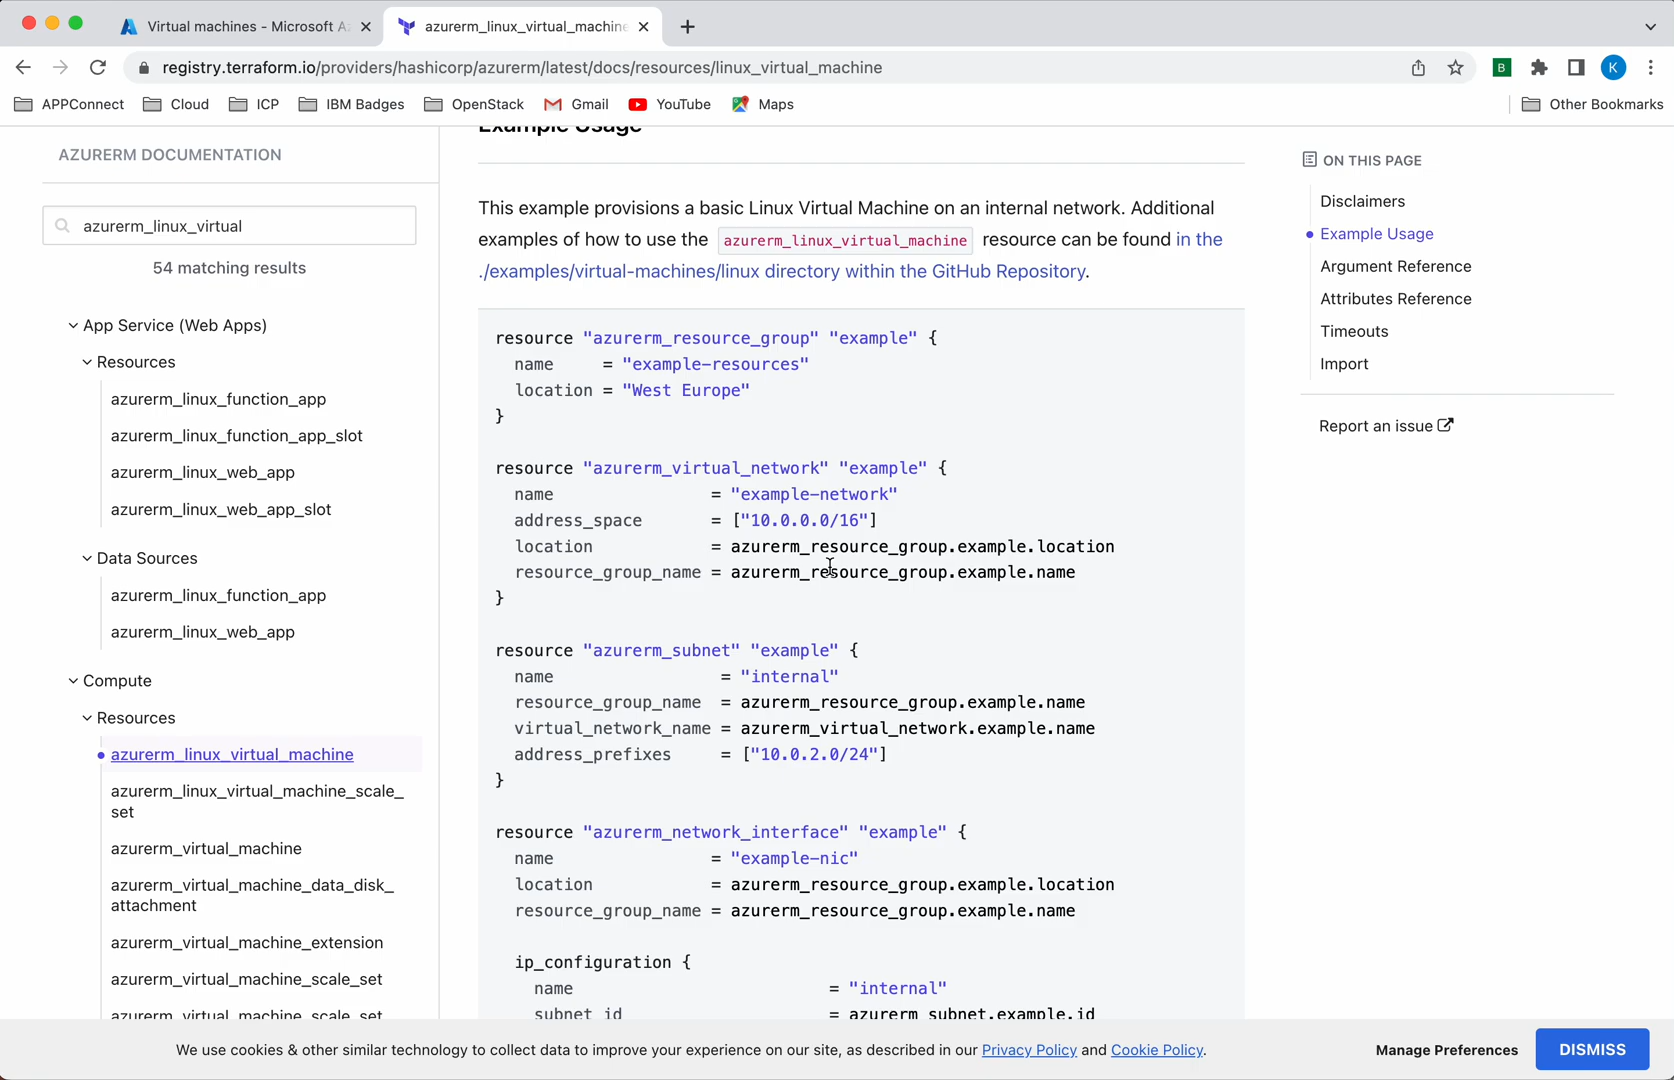 Virtual machines - Microsoft A
azurerm_linux_virtual_machine
registry.terraform.io/providers/hashicorp/azurerm/latest/docs/resources/linux_virtual_machine
B
K
APPConnect
Cloud
ICP
IBM Badges
OpenStack
Gmail
YouTube
Maps
Other Bookmarks
AZURERM DOCUMENTATION
azurerm_linux_virtual
54 matching results
App Service (Web Apps)
Resources
azurerm_linux_function_app
azurerm_linux_function_app_slot
azurerm_linux_web_app
azurerm_linux_web_app_slot
Data Sources
azurerm_linux_function_app
azurerm_linux_web_app
Compute
Resources
azurerm_linux_virtual_machine
azurerm_linux_virtual_machine_scale_
set
azurerm_virtual_machine
azurerm_virtual_machine_data_disk_
attachment
azurerm_virtual_machine_extension
azurerm_virtual_machine_scale_set
azurerm_virtual_machine_scale_set
Example Usage
This example provisions a basic Linux Virtual Machine on an internal network. Additional
examples of how to use the azurerm_linux_virtual_machine resource can be found in the
./examples/virtual-machines/linux directory within the GitHub Repository.
resource "azurerm_resource_group" "example" {
  name     = "example-resources"
  location = "West Europe"
}
resource "azurerm_virtual_network" "example" {
  name                = "example-network"
  address_space       = ["10.0.0.0/16"]
  location            = azurerm_resource_group.example.location
  resource_group_name = azurerm_resource_group.example.name
}
resource "azurerm_subnet" "example" {
  name                 = "internal"
  resource_group_name  = azurerm_resource_group.example.name
  virtual_network_name = azurerm_virtual_network.example.name
  address_prefixes     = ["10.0.2.0/24"]
}
resource "azurerm_network_interface" "example" {
  name                = "example-nic"
  location            = azurerm_resource_group.example.location
  resource_group_name = azurerm_resource_group.example.name
  ip_configuration {
    name                          = "internal"
    subnet_id                     = azurerm_subnet.example.id
ON THIS PAGE
Disclaimers
Example Usage
Argument Reference
Attributes Reference
Timeouts
Import
Report an issue
We use cookies & other similar technology to collect data to improve your experience on our site, as described in our Privacy Policy and Cookie Policy.
Manage Preferences
DISMISS